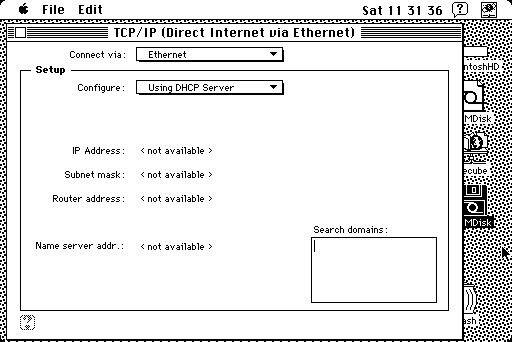 File Edit Sat 11 31 36
TCP/IP (Direct Internet via Ethernet)
Connect via: Ethernet
Setup
Configure: Using DHCP Server
IP Address: < not available >
Subnet mask: < not available >
Router address: < not available >
Name server addr.: < not available >
Search domains:
ntoshHD
MDisk
ecube
MDisk
ash